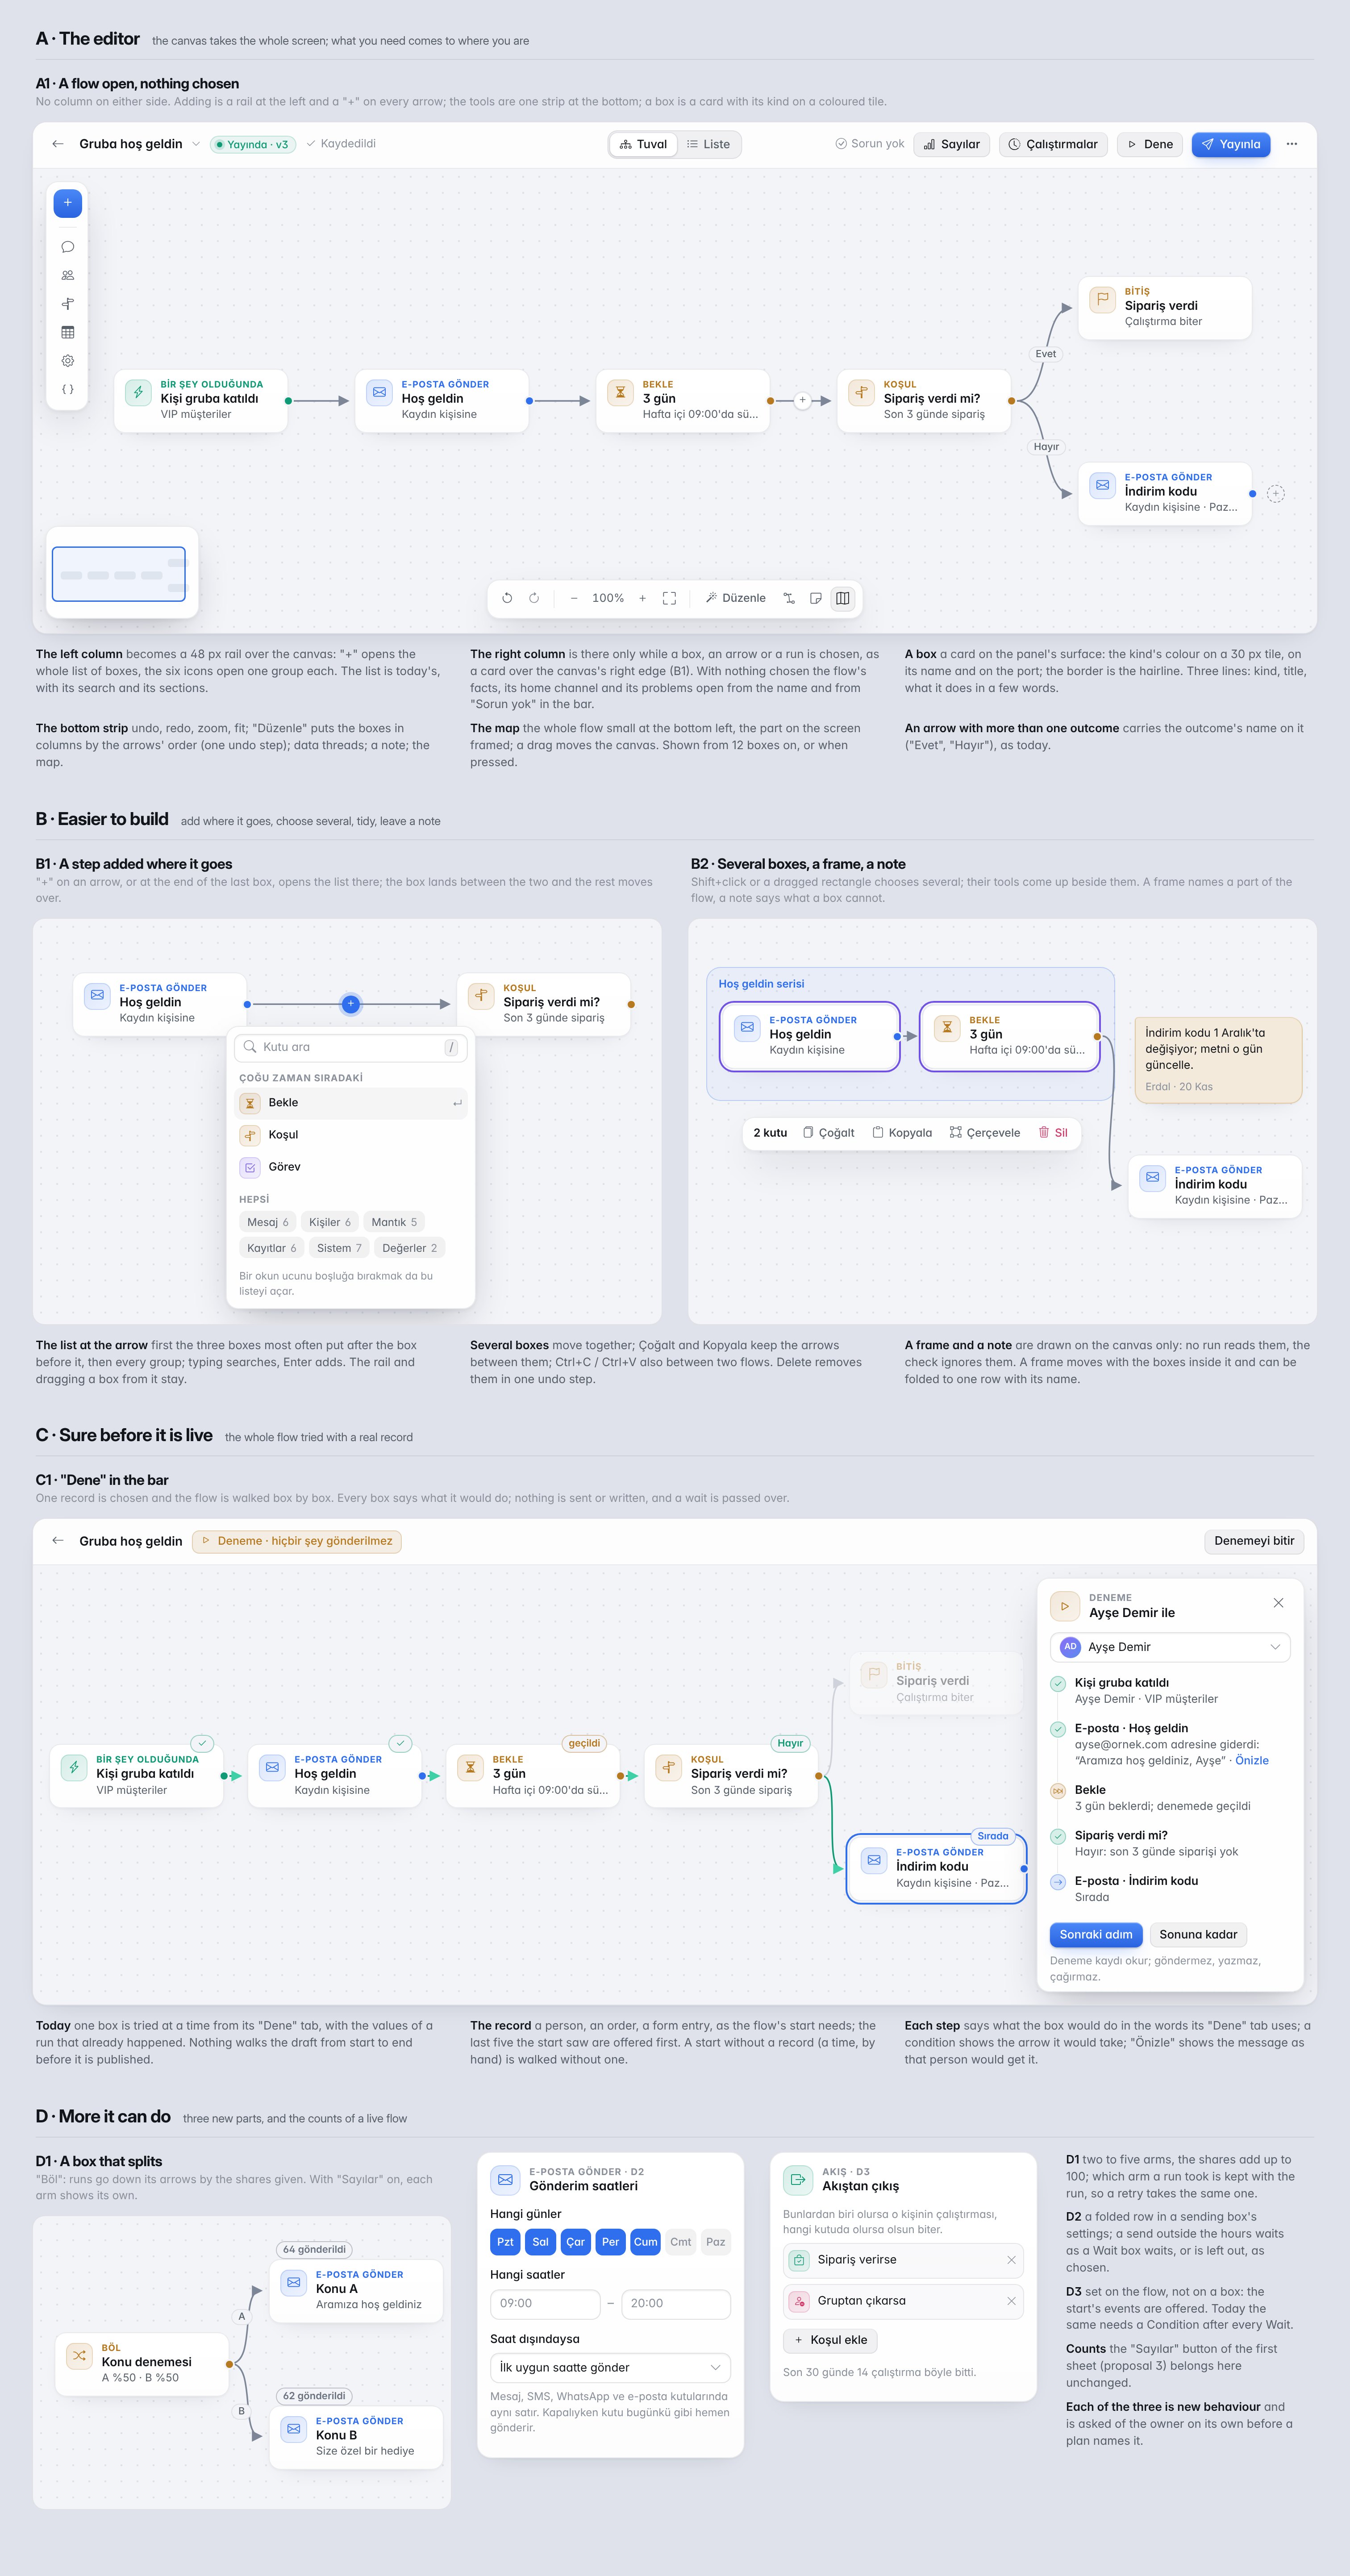 A · The editor the canvas takes the whole screen; what you need comes to where you are
A1 · A flow open, nothing chosen
No column on either side. Adding is a rail at the left and a "+" on every arrow; the tools are one strip at the bottom; a box is a card with its kind on a coloured tile.
Gruba hoş geldin Yayında · v3 Kaydedildi Tuval Liste Sorun yok Sayılar Çalıştırmalar Dene Yayınla
BİTİŞ
Sipariş verdi
Çalıştırma biter
Evet
BİR ŞEY OLDUĞUNDA
Kişi gruba katıldı
VIP müşteriler
E-POSTA GÖNDER
Hoş geldin
Kaydın kişisine
BEKLE
3 gün
Hafta içi 09:00'da sü...
KOŞUL
Sipariş verdi mi?
Son 3 günde sipariş
Hayır
E-POSTA GÖNDER
İndirim kodu
Kaydın kişisine · Paz...
100% Düzenle
The left column becomes a 48 px rail over the canvas: "+" opens the
whole list of boxes, the six icons open one group each. The list is today's,
with its search and its sections.
The right column is there only while a box, an arrow or a run is chosen, as
a card over the canvas's right edge (B1). With nothing chosen the flow's
facts, its home channel and its problems open from the name and from
"Sorun yok" in the bar.
A box a card on the panel's surface: the kind's colour on a 30 px tile, on
its name and on the port; the border is the hairline. Three lines: kind, title,
what it does in a few words.
The bottom strip undo, redo, zoom, fit; "Düzenle" puts the boxes in
columns by the arrows' order (one undo step); data threads; a note; the
map.
The map the whole flow small at the bottom left, the part on the screen
framed; a drag moves the canvas. Shown from 12 boxes on, or when
pressed.
An arrow with more than one outcome carries the outcome's name on it
("Evet", "Hayır"), as today.
B · Easier to build add where it goes, choose several, tidy, leave a note
B1 · A step added where it goes
"+" on an arrow, or at the end of the last box, opens the list there; the box lands between the two and the rest moves
over.
E-POSTA GÖNDER
Hoş geldin
Kaydın kişisine
KOŞUL
Sipariş verdi mi?
Son 3 günde sipariş
Kutu ara /
ÇOĞU ZAMAN SIRADAKİ
Bekle
Koşul
Görev
HEPSİ
Mesaj 6 Kişiler 6 Mantık 5
Kayıtlar 6 Sistem 7 Değerler 2
Bir okun ucunu boşluğa bırakmak da bu
listeyi açar.
B2 · Several boxes, a frame, a note
Shift+click or a dragged rectangle chooses several; their tools come up beside them. A frame names a part of the
flow, a note says what a box cannot.
Hoş geldin serisi
E-POSTA GÖNDER
Hoş geldin
Kaydın kişisine
BEKLE
3 gün
Hafta içi 09:00'da sü...
İndirim kodu 1 Aralık'ta
değişiyor; metni o gün
güncelle.
Erdal · 20 Kas
2 kutu Çoğalt Kopyala Çerçevele Sil
E-POSTA GÖNDER
İndirim kodu
Kaydın kişisine · Paz...
The list at the arrow first the three boxes most often put after the box
before it, then every group; typing searches, Enter adds. The rail and
dragging a box from it stay.
Several boxes move together; Çoğalt and Kopyala keep the arrows
between them; Ctrl+C / Ctrl+V also between two flows. Delete removes
them in one undo step.
A frame and a note are drawn on the canvas only: no run reads them, the
check ignores them. A frame moves with the boxes inside it and can be
folded to one row with its name.
C · Sure before it is live the whole flow tried with a real record
C1 · "Dene" in the bar
One record is chosen and the flow is walked box by box. Every box says what it would do; nothing is sent or written, and a wait is passed over.
Gruba hoş geldin Deneme · hiçbir şey gönderilmez Denemeyi bitir
BİTİŞ
Sipariş verdi
Çalıştırma biter
BİR ŞEY OLDUĞUNDA
Kişi gruba katıldı
VIP müşteriler
E-POSTA GÖNDER
Hoş geldin
Kaydın kişisine
geçildi
BEKLE
3 gün
Hafta içi 09:00'da sü...
Hayır
KOŞUL
Sipariş verdi mi?
Son 3 günde sipariş
Sırada
E-POSTA GÖNDER
İndirim kodu
Kaydın kişisine · Paz...
DENEME
Ayşe Demir ile
AD Ayşe Demir
Kişi gruba katıldı
Ayşe Demir · VIP müşteriler
E-posta · Hoş geldin
ayse@ornek.com adresine giderdi:
“Aramıza hoş geldiniz, Ayşe” · Önizle
Bekle
3 gün beklerdi; denemede geçildi
Sipariş verdi mi?
Hayır: son 3 günde siparişi yok
E-posta · İndirim kodu
Sırada
Sonraki adım Sonuna kadar
Deneme kaydı okur; göndermez, yazmaz,
çağırmaz.
Today one box is tried at a time from its "Dene" tab, with the values of a
run that already happened. Nothing walks the draft from start to end
before it is published.
The record a person, an order, a form entry, as the flow's start needs; the
last five the start saw are offered first. A start without a record (a time, by
hand) is walked without one.
Each step says what the box would do in the words its "Dene" tab uses; a
condition shows the arrow it would take; "Önizle" shows the message as
that person would get it.
D · More it can do three new parts, and the counts of a live flow
D1 · A box that splits
"Böl": runs go down its arrows by the shares given. With "Sayılar" on, each
arm shows its own.
64 gönderildi
E-POSTA GÖNDER
Konu A
Aramıza hoş geldiniz
A
BÖL
Konu denemesi
A %50 · B %50
62 gönderildi
B
E-POSTA GÖNDER
Konu B
Size özel bir hediye
E-POSTA GÖNDER · D2
Gönderim saatleri
Hangi günler
Pzt Sal Çar Per Cum Cmt Paz
Hangi saatler
09:00 – 20:00
Saat dışındaysa
İlk uygun saatte gönder
Mesaj, SMS, WhatsApp ve e-posta kutularında
aynı satır. Kapalıyken kutu bugünkü gibi hemen
gönderir.
AKIŞ · D3
Akıştan çıkış
Bunlardan biri olursa o kişinin çalıştırması,
hangi kutuda olursa olsun biter.
Sipariş verirse
Gruptan çıkarsa
+ Koşul ekle
Son 30 günde 14 çalıştırma böyle bitti.
D1 two to five arms, the shares add up to
100; which arm a run took is kept with the
run, so a retry takes the same one.
D2 a folded row in a sending box's
settings; a send outside the hours waits
as a Wait box waits, or is left out, as
chosen.
D3 set on the flow, not on a box: the
start's events are offered. Today the
same needs a Condition after every Wait.
Counts the "Sayılar" button of the first
sheet (proposal 3) belongs here
unchanged.
Each of the three is new behaviour and
is asked of the owner on its own before a
plan names it.